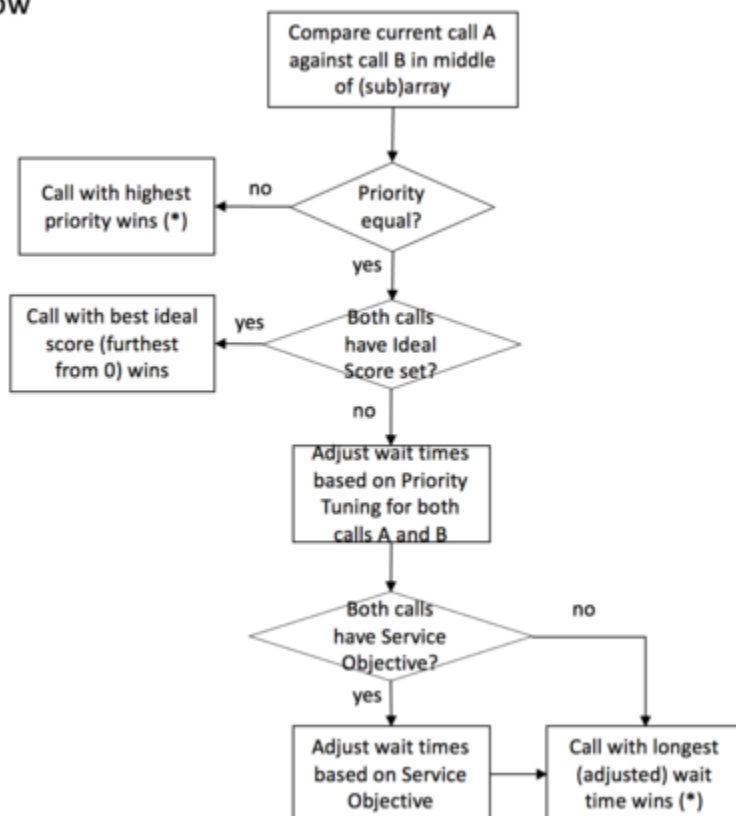 Compare current call A
against call B in middle
of (sub)array
Call with highest
priority wins (*)
no
Priority
equal?
yes
Call with best ideal
score (furthest
from 0) wins
yes
Both calls
have Ideal
Score set?
no
Adjust wait times
based on Priority
Tuning for both
calls A and B
Both calls
have Service
Objective?
no
yes
Adjust wait times
based on Service
Objective
Call with longest
(adjusted) wait
time wins (*)